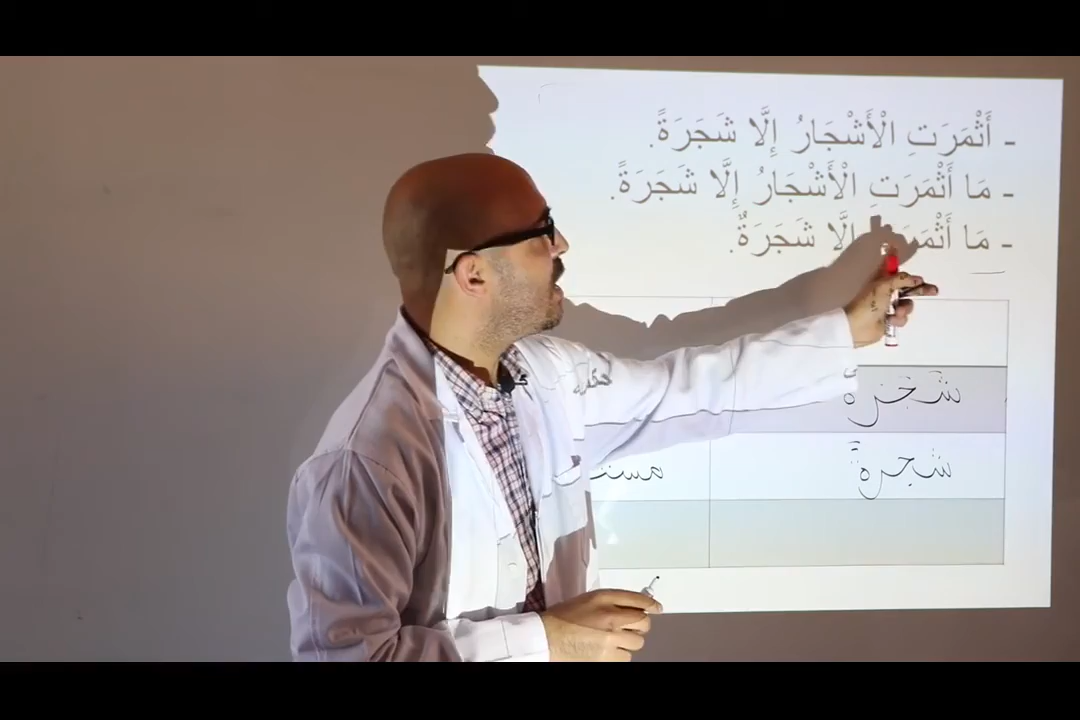 - أَثْمَرَتِ الْأَشْجَارُ إِلَّا شَجَرَةً.
- مَا أَثْمَرَتِ الْأَشْجَارُ إِلَّا شَجَرَةً.
- مَا إِلَّا شَجَرَةٌ.
شجرةً
شجرةً